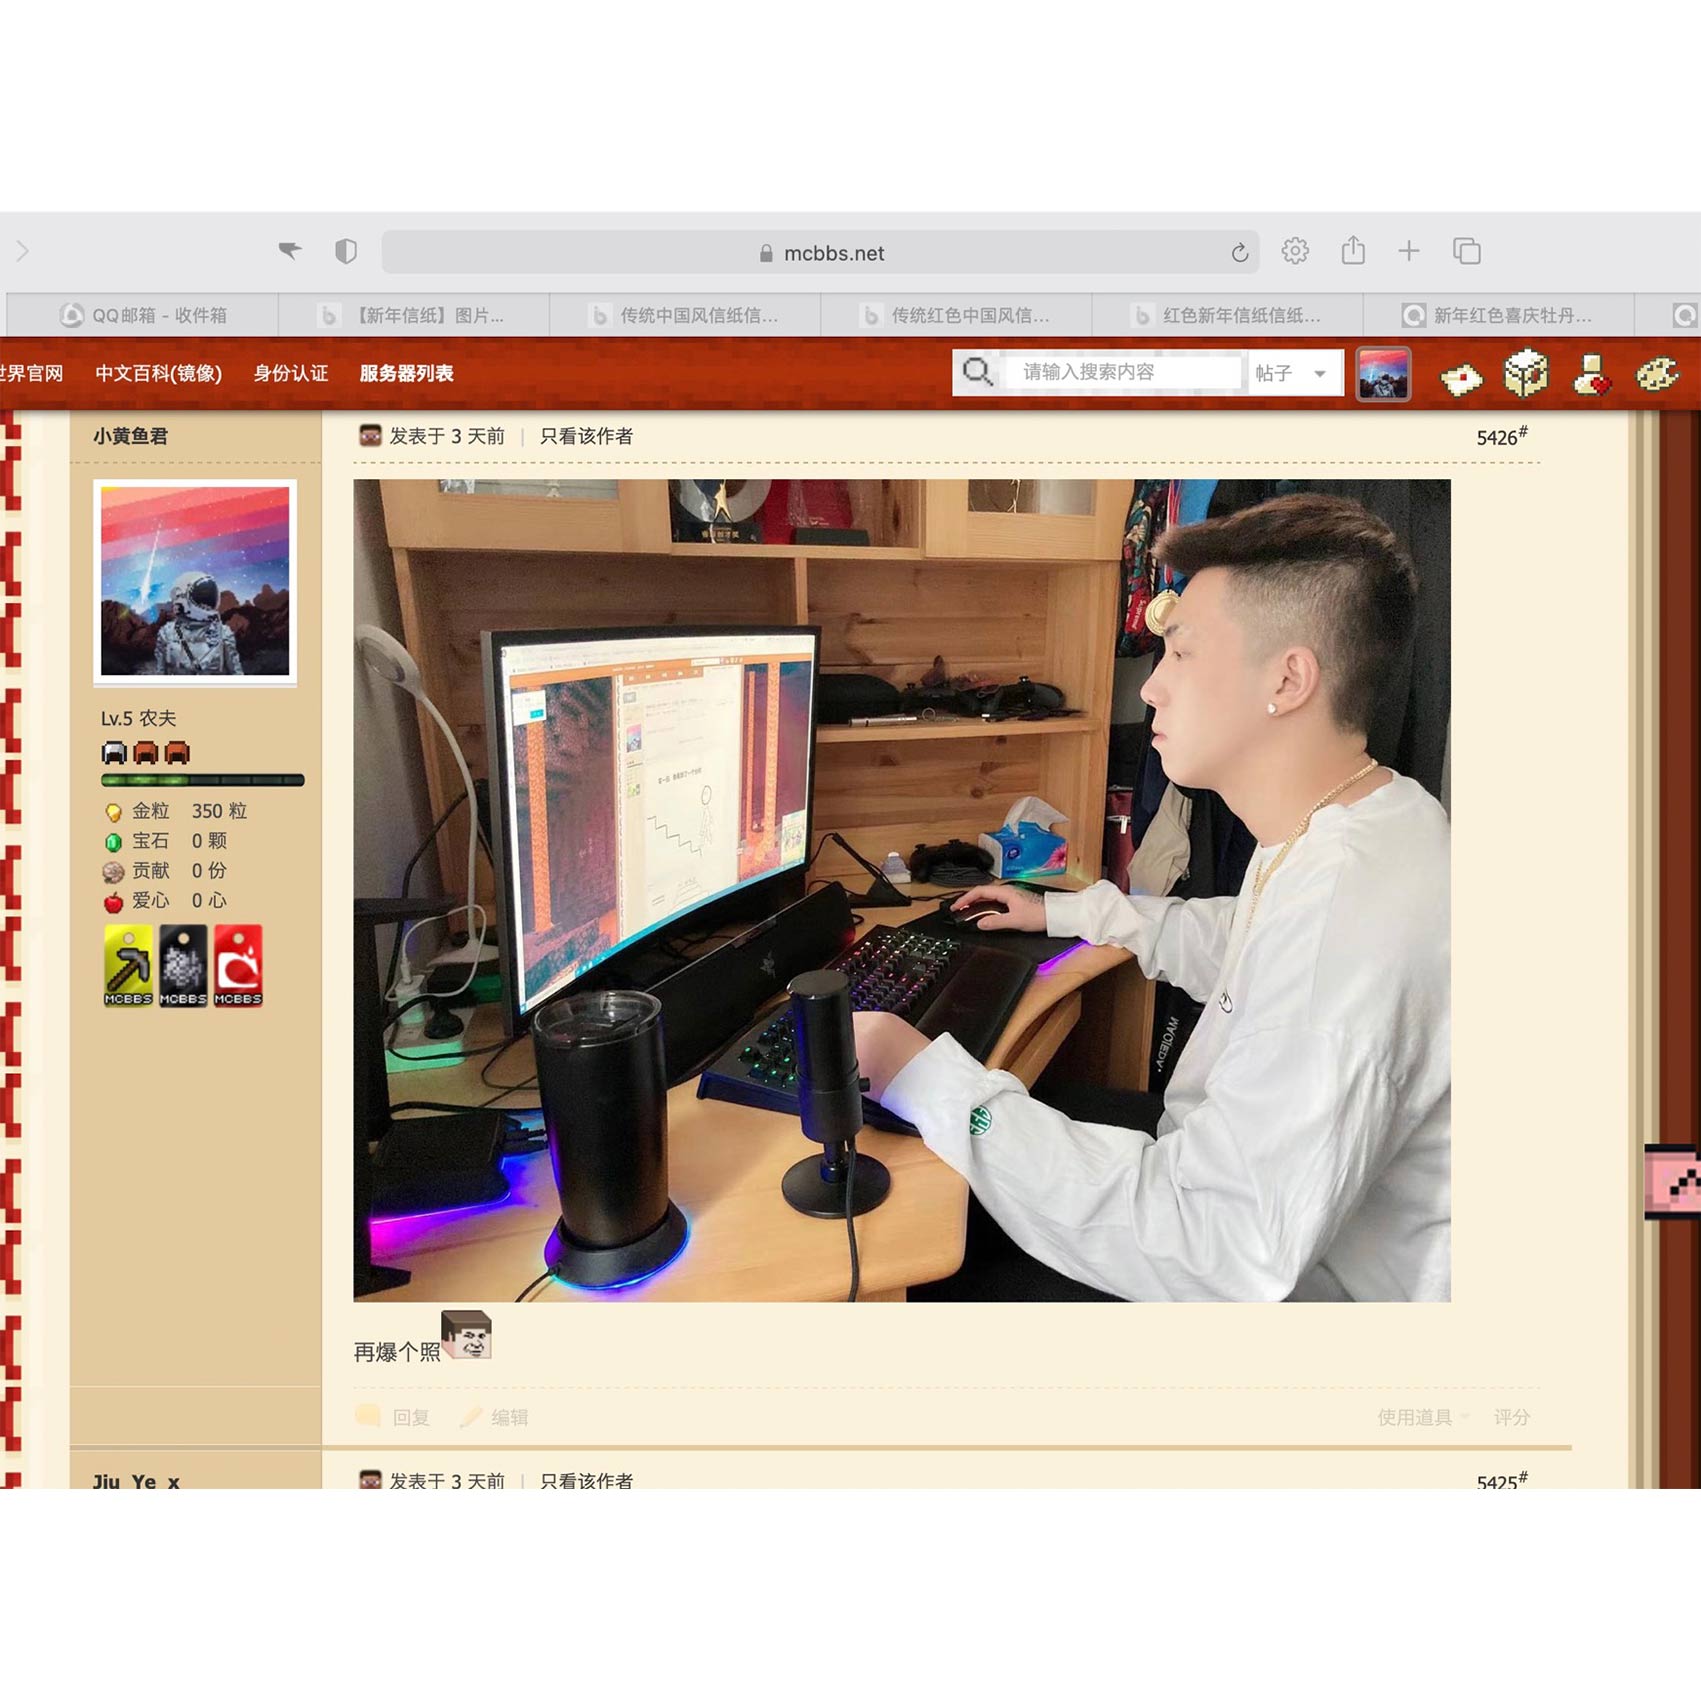 mcbbs.net
QQ邮箱 - 收件箱
【新年信纸】图片...
传统中国风信纸信...
传统红色中国风信...
红色新年信纸信纸...
新年红色喜庆牡丹...
世界官网 中文百科(镜像) 身份认证 服务器列表
请输入搜索内容 帖子
小黄鱼君
发表于 3 天前 | 只看该作者
5426#
Lv.5 农夫
金粒 350 粒
宝石 0 颗
贡献 0 份
爱心 0 心
MCBBS MCBBS MCBBS
Supreme
再爆个照
回复 编辑
使用道具 评分
Jiu_Ye_x
发表于 3 天前 | 只看该作者
5425#